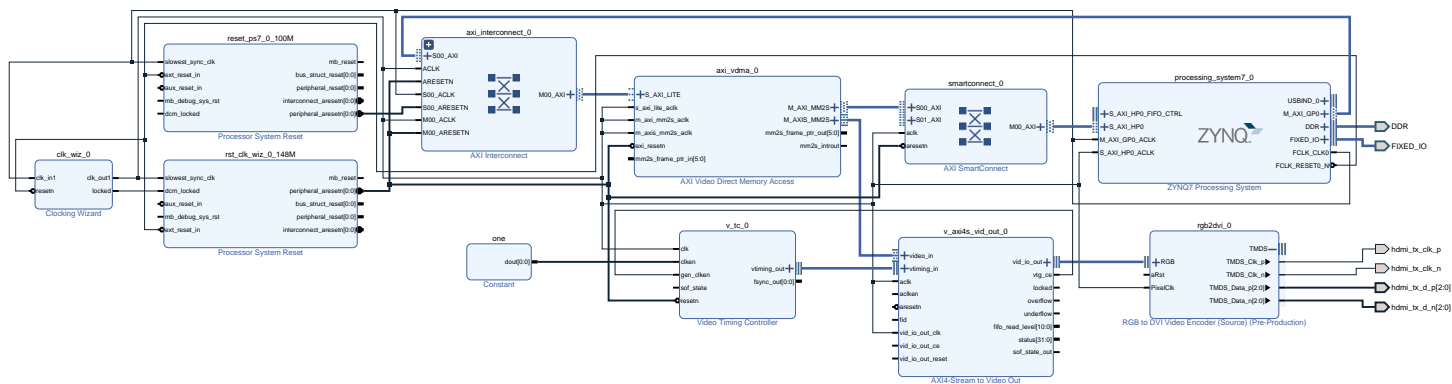 reset_ps7_0_100M
slowest_sync_clk
ext_reset_in
aux_reset_in
mb_debug_sys_rst
dcm_locked
mb_reset
bus_struct_reset[0:0]
peripheral_reset[0:0]
interconnect_aresetn[0:0]
peripheral_aresetn[0:0]
Processor System Reset
clk_wiz_0
clk_in1
resetn
clk_out1
locked
Clocking Wizard
rst_clk_wiz_0_148M
slowest_sync_clk
dcm_locked
aux_reset_in
mb_debug_sys_rst
ext_reset_in
mb_reset
peripheral_aresetn[0:0]
bus_struct_reset[0:0]
peripheral_reset[0:0]
interconnect_aresetn[0:0]
Processor System Reset
axi_interconnect_0
S00_AXI
ACLK
ARESETN
S00_ACLK
S00_ARESETN
M00_ACLK
M00_ARESETN
M00_AXI
AXI Interconnect
axi_vdma_0
S_AXI_LITE
s_axi_lite_aclk
m_axi_mm2s_aclk
m_axis_mm2s_aclk
axi_resetn
mm2s_frame_ptr_in[5:0]
M_AXI_MM2S
M_AXIS_MM2S
mm2s_frame_ptr_out[5:0]
mm2s_introut
AXI Video Direct Memory Access
smartconnect_0
S00_AXI
S01_AXI
aclk
aresetn
M00_AXI
AXI SmartConnect
processing_system7_0
S_AXI_HP0_FIFO_CTRL
S_AXI_HP0
M_AXI_GP0_ACLK
S_AXI_HP0_ACLK
ZYNQ
USBIND_0
M_AXI_GP0
DDR
FIXED_IO
FCLK_CLK0
FCLK_RESET0_N
ZYNQ7 Processing System
DDR
FIXED_IO
one
dout[0:0]
Constant
v_tc_0
clk
clken
gen_clken
sof_state
resetn
vtiming_out
fsync_out[0:0]
Video Timing Controller
v_axi4s_vid_out_0
video_in
vtiming_in
aclk
aclken
aresetn
fid
vid_io_out_clk
vid_io_out_ce
vid_io_out_reset
vid_io_out
vtg_ce
locked
overflow
underflow
fifo_read_level[10:0]
status[31:0]
sof_state_out
AXI4-Stream to Video Out
rgb2dvi_0
RGB
aRst
PixelClk
TMDS
TMDS_Clk_p
TMDS_Clk_n
TMDS_Data_p[2:0]
TMDS_Data_n[2:0]
RGB to DVI Video Encoder (Source) (Pre-Production)
hdmi_tx_clk_p
hdmi_tx_clk_n
hdmi_tx_d_p[2:0]
hdmi_tx_d_n[2:0]